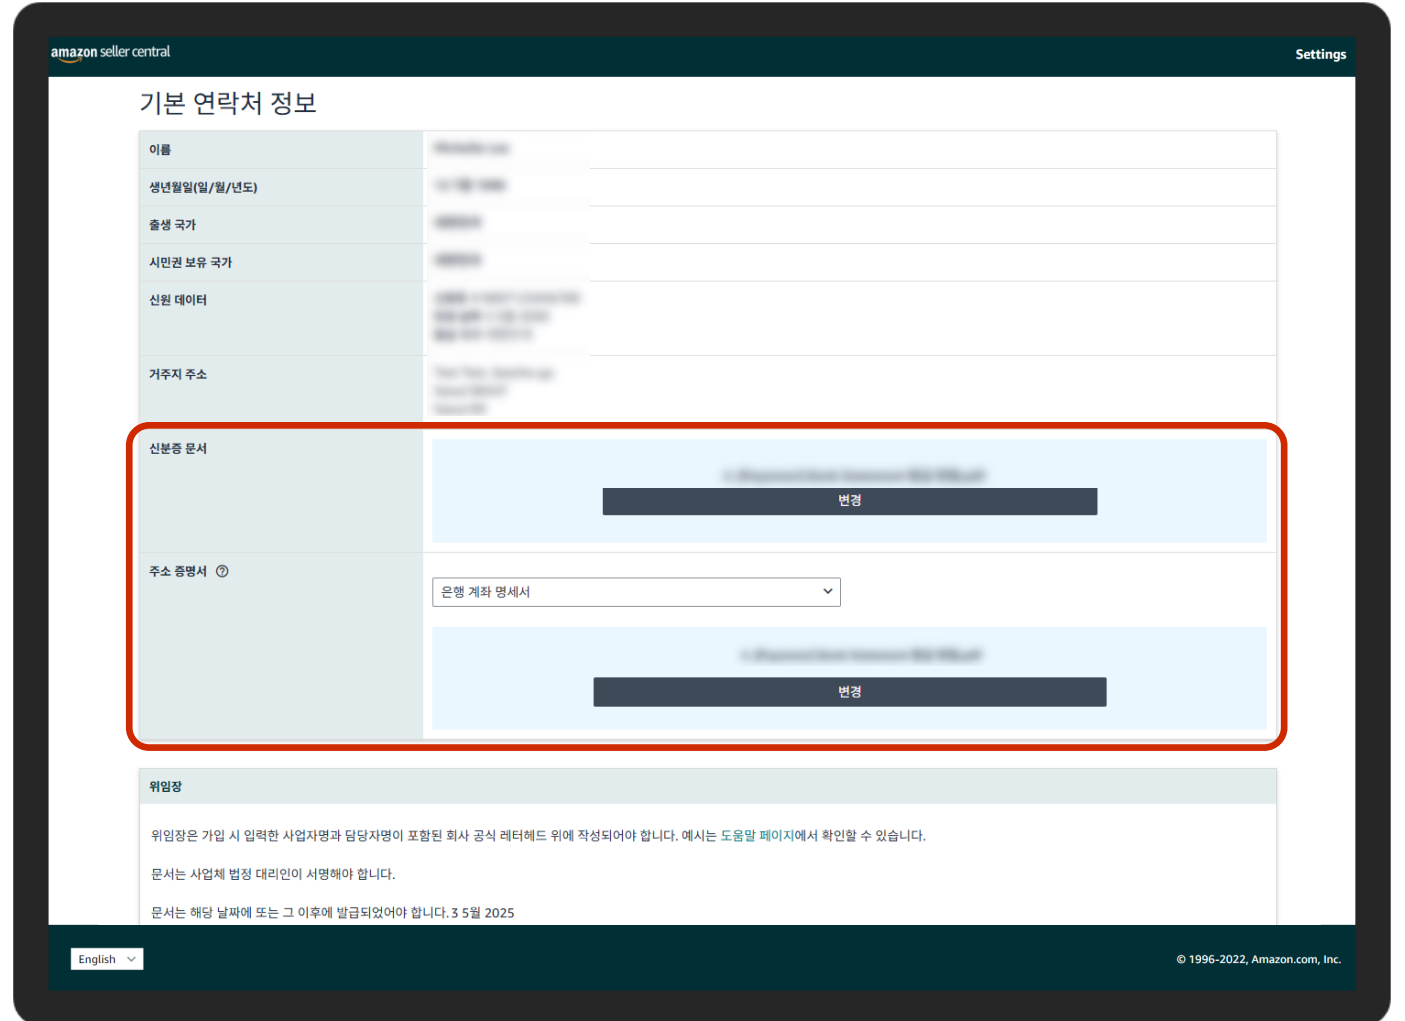 amazon seller central
Settings
기본 연락처 정보
이름
생년월일(일/월/년도)
출생 국가
시민권 보유 국가
신원 데이터
거주지 주소
신분증 문서
변경
주소 증명서
은행 계좌 명세서
변경
위임장
위임장은 가입 시 입력한 사업자명과 담당자명이 포함된 회사 공식 레터헤드 위에 작성되어야 합니다. 예시는 도움말 페이지에서 확인할 수 있습니다.
문서는 사업체 법정 대리인이 서명해야 합니다.
문서는 해당 날짜에 또는 그 이후에 발급되었어야 합니다. 3 5월 2025
English
© 1996-2022, Amazon.com, Inc.